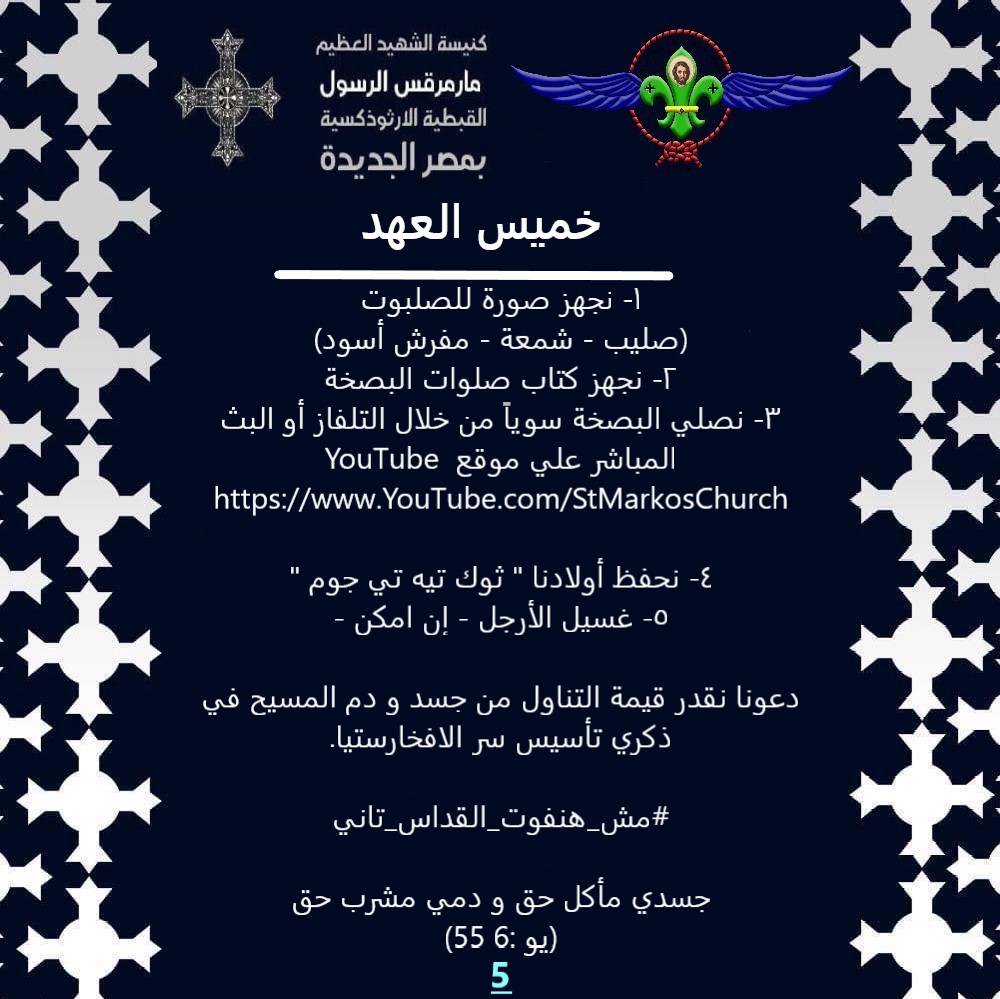 كنيسة الشهيد العظيم
مارمرقس الرسول
القبطية الارثوذكسية
بمصر الجديدة
خميس العهد
١- نجهز صورة للصلبوت
(صليب - شمعة - مفرش أسود)
٢- نجهز كتاب صلوات البصخة
٣- نصلي البصخة سوياً من خلال التلفاز أو البث
المباشر علي موقع YouTube
https://www.YouTube.com/StMarkosChurch
٤- نحفظ أولادنا " ثوك تيه تي جوم "
٥- غسيل الأرجل - إن امكن -
دعونا نقدر قيمة التناول من جسد و دم المسيح في
ذكري تأسيس سر الافخارستيا.
#مش_هنفوت_القداس_تاني
جسدي مأكل حق و دمي مشرب حق
(يو :6 55)
5